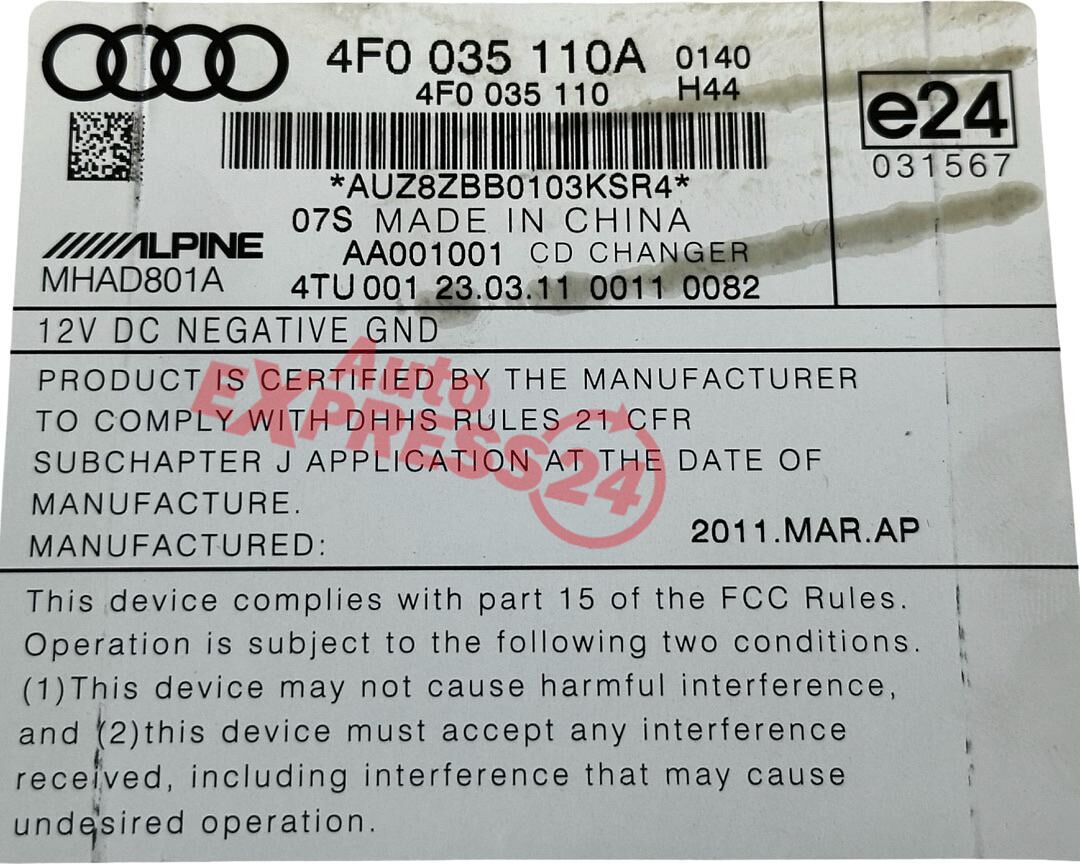 4F0 035 110A 0140
4F0 035 110 H44
*AUZ8ZBB0103KSR4*
07S MADE IN CHINA
ALPINE
AA001001 CD CHANGER
MHAD801A
4TU 001 23.03.11 0011 0082
e24
031567
12V DC NEGATIVE GND
PRODUCT IS CERTIFIED BY THE MANUFACTURER
TO COMPLY WITH DHHS RULES 21 CFR
SUBCHAPTER J APPLICATION AT THE DATE OF
MANUFACTURE.
MANUFACTURED: 2011.MAR.AP
Auto
EXPRESS24
This device complies with part 15 of the FCC Rules.
Operation is subject to the following two conditions.
(1)This device may not cause harmful interference,
and (2)this device must accept any interference
received, including interference that may cause
undesired operation.